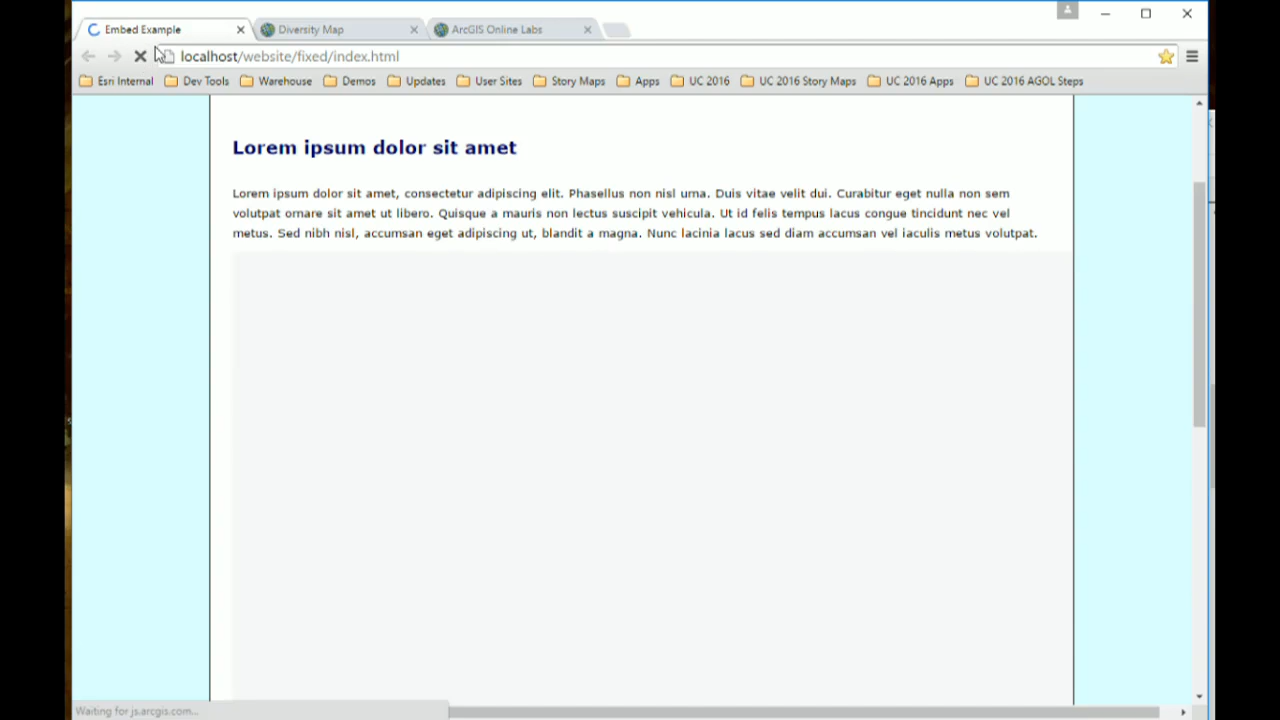 Embed Example
Diversity Map
ArcGIS Online Labs
localhost/website/fixed/index.html
Esri Internal Dev Tools Warehouse Demos Updates User Sites Story Maps Apps UC 2016 UC 2016 Story Maps UC 2016 Apps UC 2016 AGOL Steps
Lorem ipsum dolor sit amet
Lorem ipsum dolor sit amet, consectetur adipiscing elit. Phasellus non nisl urna. Duis vitae velit dui. Curabitur eget nulla non sem
volutpat ornare sit amet ut libero. Quisque a mauris non lectus suscipit vehicula. Ut id felis tempus lacus congue tincidunt nec vel
metus. Sed nibh nisl, accumsan eget adipiscing ut, blandit a magna. Nunc lacinia lacus sed diam accumsan vel iaculis metus volutpat.
Waiting for js.arcgis.com...